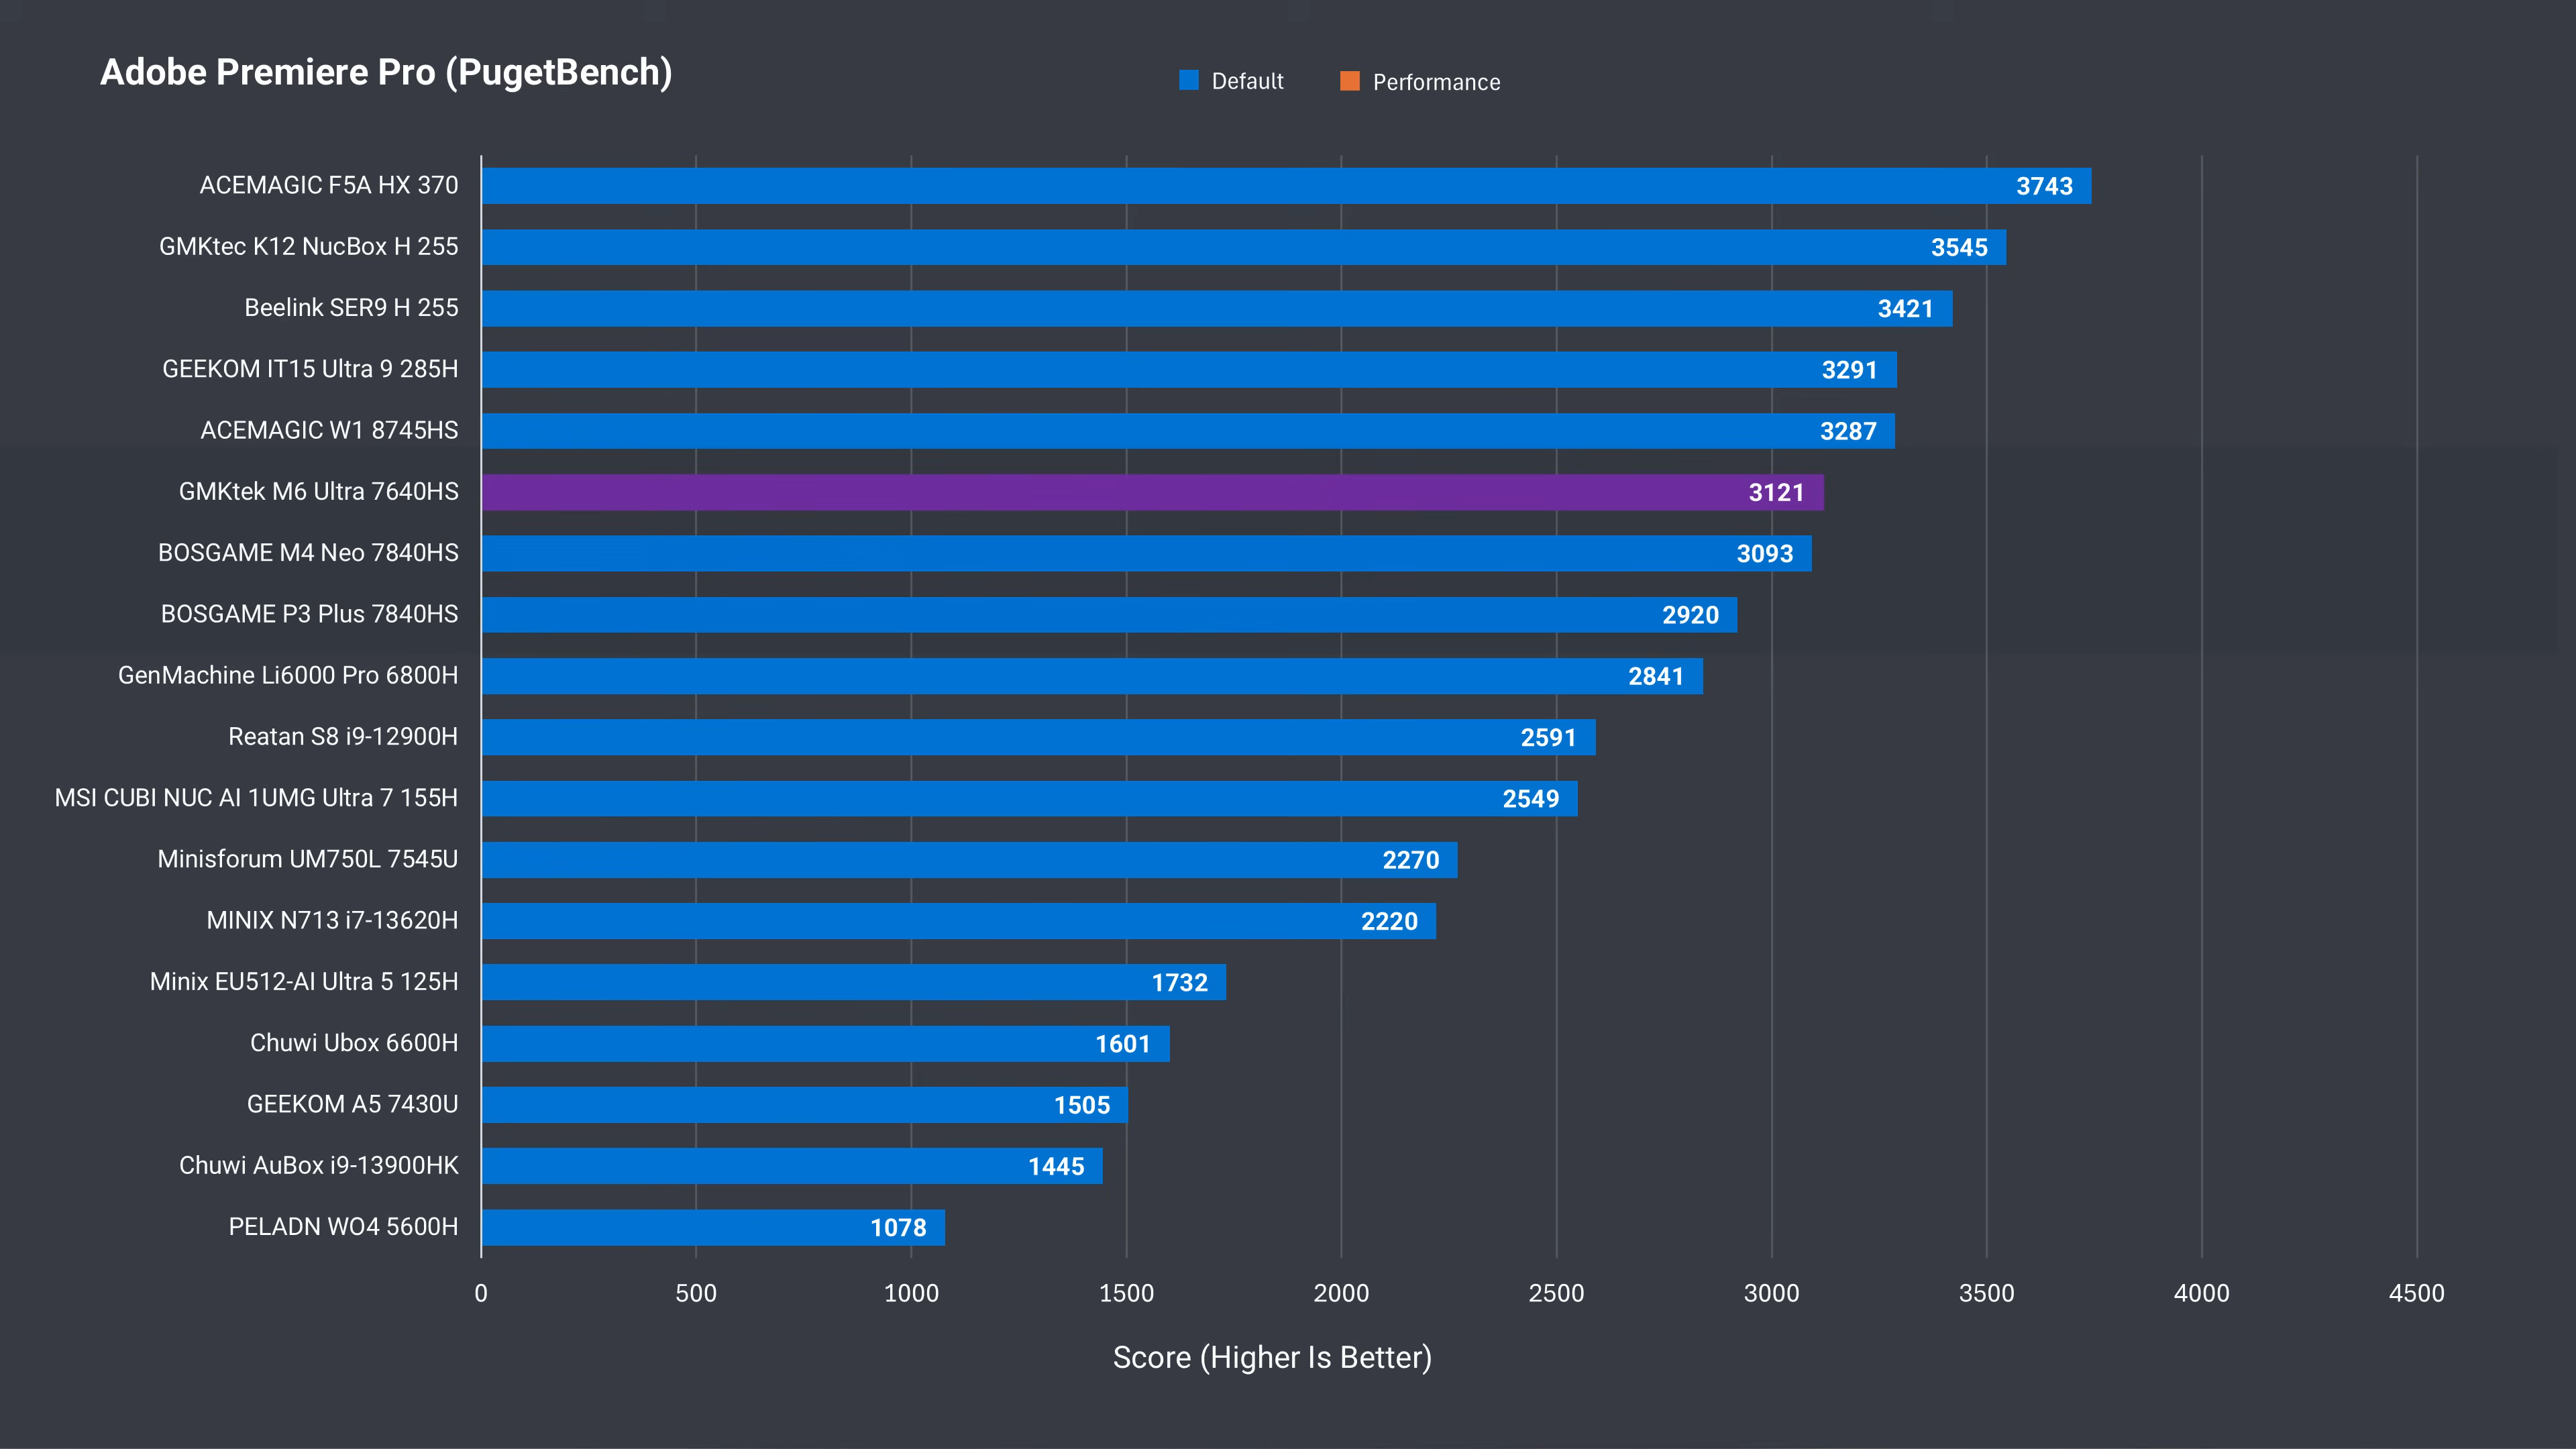 Adobe Premiere Pro (PugetBench)
Default Performance
ACEMAGIC F5A HX 370 3743
GMKtec K12 NucBox H 255 3545
Beelink SER9 H 255 3421
GEEKOM IT15 Ultra 9 285H 3291
ACEMAGIC W1 8745HS 3287
GMKtek M6 Ultra 7640HS 3121
BOSGAME M4 Neo 7840HS 3093
BOSGAME P3 Plus 7840HS 2920
GenMachine Li6000 Pro 6800H 2841
Reatan S8 i9-12900H 2591
MSI CUBI NUC AI 1UMG Ultra 7 155H 2549
Minisforum UM750L 7545U 2270
MINIX N713 i7-13620H 2220
Minix EU512-AI Ultra 5 125H 1732
Chuwi Ubox 6600H 1601
GEEKOM A5 7430U 1505
Chuwi AuBox i9-13900HK 1445
PELADN WO4 5600H 1078
0 500 1000 1500 2000 2500 3000 3500 4000 4500
Score (Higher Is Better)